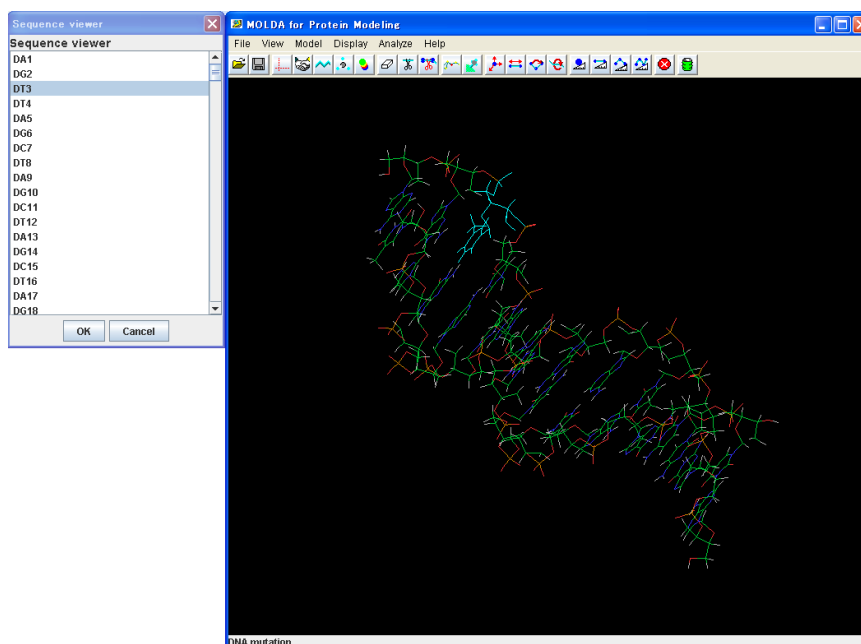 Sequence viewer
Sequence viewer
DA1
DG2
DT3
DT4
DA5
DG6
DC7
DT8
DA9
DG10
DC11
DT12
DA13
DG14
DC15
DT16
DA17
DG18
OK Cancel
MOLDA for Protein Modeling
File View Model Display Analyze Help
DNA mutation